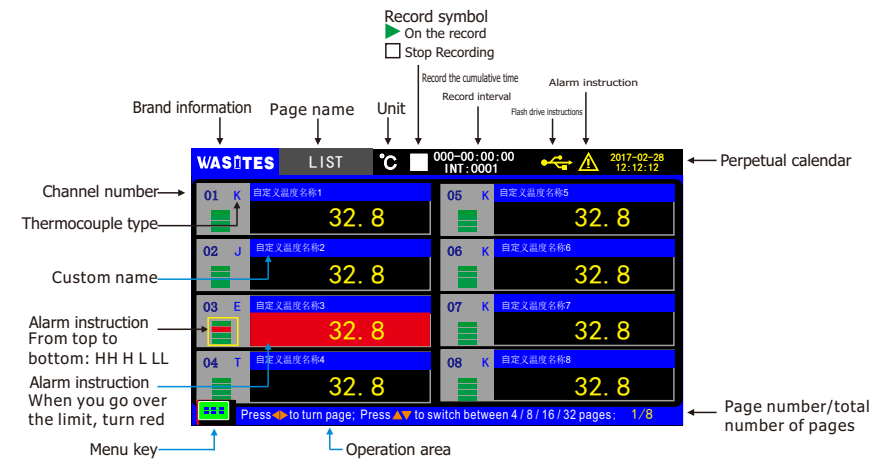 Record symbol
On the record
Stop Recording
Record the cumulative time
Alarm instruction
Record interval
Brand information
Page name
Unit
Flash drive instructions
WASITES
LIST
°C
000-00:00:00
INT:0001
2017-02-28
12:12:12
Perpetual calendar
Channel number
Thermocouple type
Custom name
Alarm instruction
From top to
bottom: HH H L LL
Alarm instruction
When you go over
the limit, turn red
Menu key
01 K 自定义温度名称1
32.8
02 J 自定义温度名称2
32.8
03 E 自定义温度名称3
32.8
04 T 自定义温度名称4
32.8
05 K 自定义温度名称5
32.8
06 K 自定义温度名称6
32.8
07 K 自定义温度名称7
32.8
08 K 自定义温度名称8
32.8
Press to turn page; Press to switch between 4 / 8 / 16 / 32 pages; 1/8
Operation area
Page number/total
number of pages